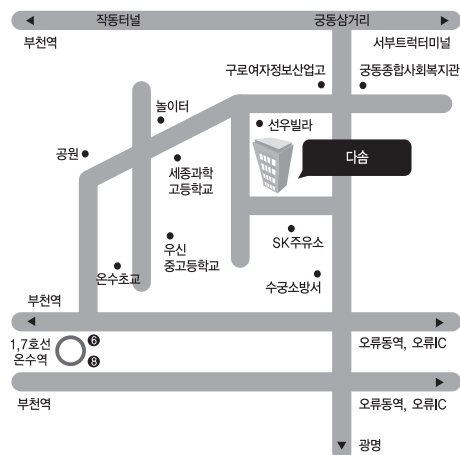 작동터널
궁동삼거리
부천역
서부트럭터미널
구로여자정보산업고
궁동종합사회복지관
놀이터
선우빌라
공원
다솜
세종과학
고등학교
SK주유소
우신
중고등학교
온수초교
수궁소방서
부천역
1,7호선
온수역
6
8
오류동역, 오류IC
부천역
오류동역, 오류IC
광명